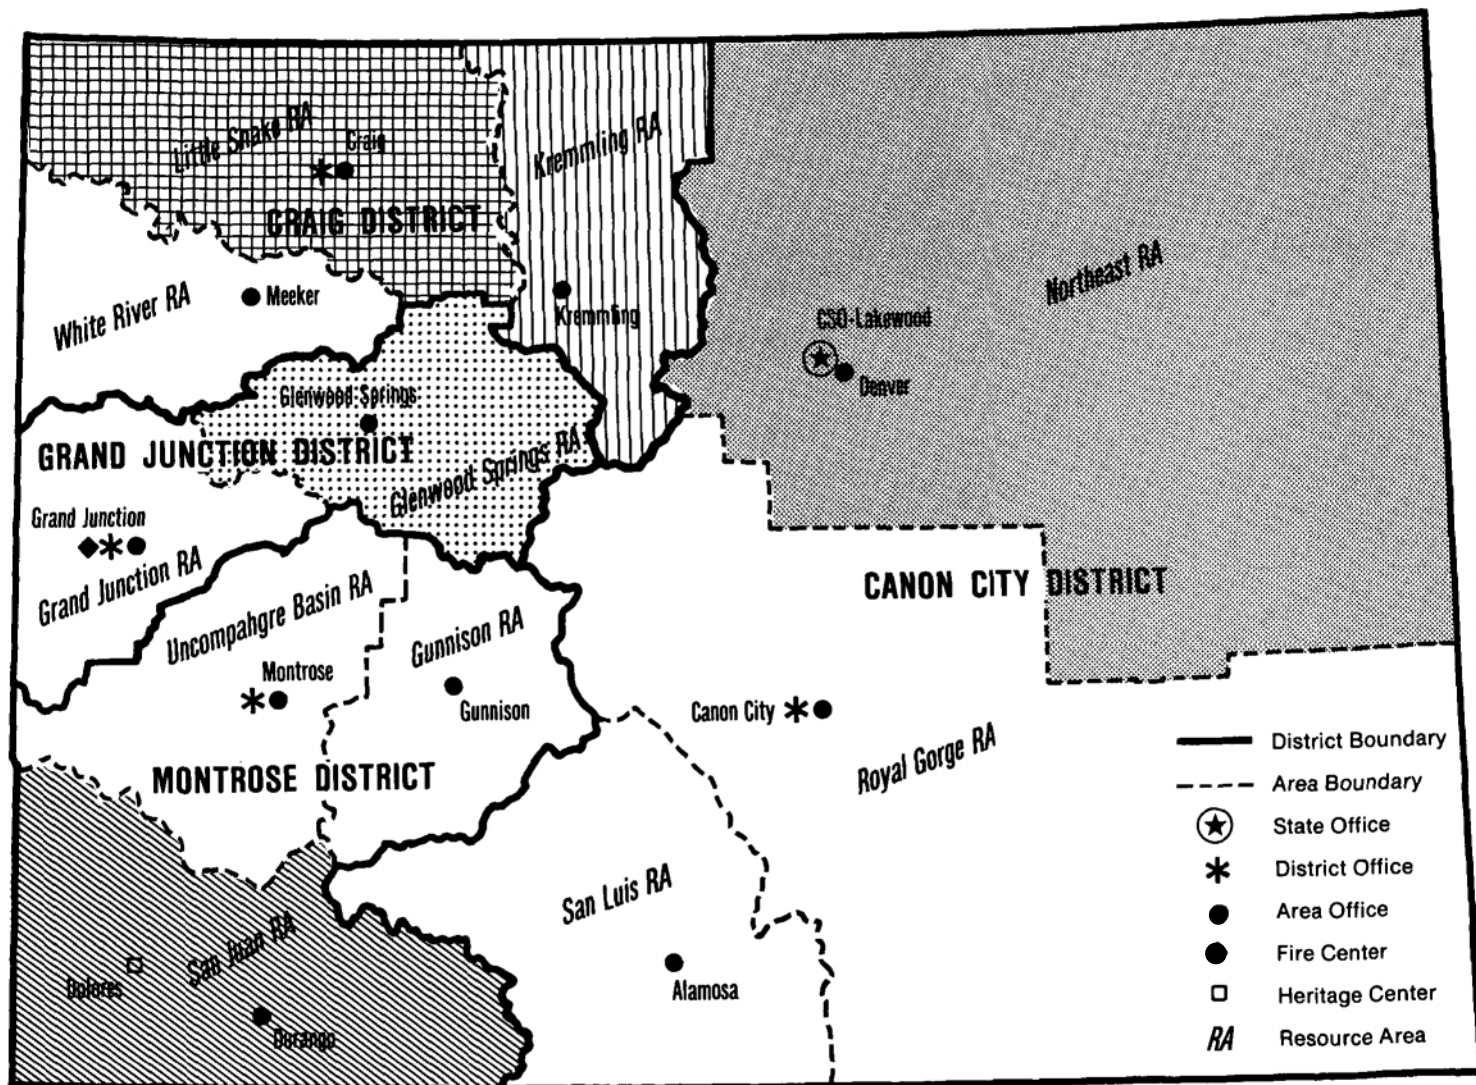 Little Snake RA
Craig
CRAIG DISTRICT
Kremmling RA
Kremmling
White River RA
Meeker
Northeast RA
CSO-Lakewood
Denver
Glenwood Springs
GRAND JUNCTION DISTRICT
Glenwood Springs RA
Grand Junction
Grand Junction RA
Uncompahgre Basin RA
Gunnison RA
Montrose
Gunnison
MONTROSE DISTRICT
CANON CITY DISTRICT
Canon City
Royal Gorge RA
San Luis RA
Alamosa
San Juan RA
Dolores
Durango
District Boundary
Area Boundary
State Office
District Office
Area Office
Fire Center
Heritage Center
RA Resource Area